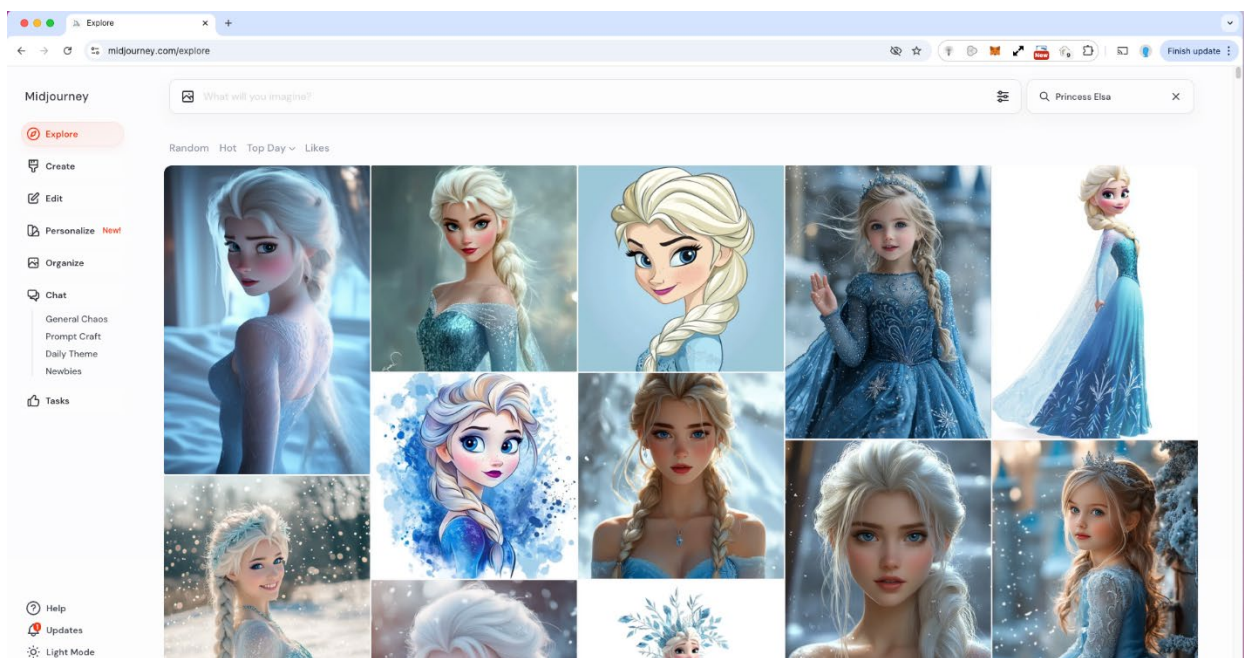 Explore
midjourney.com/explore
New
Finish update
Midjourney
What will you imagine?
Princess Elsa
Explore
Create
Edit
Personalize New!
Organize
Chat
General Chaos
Prompt Craft
Daily Theme
Newbies
Tasks
Help
Updates
Light Mode
Random Hot Top Day Likes